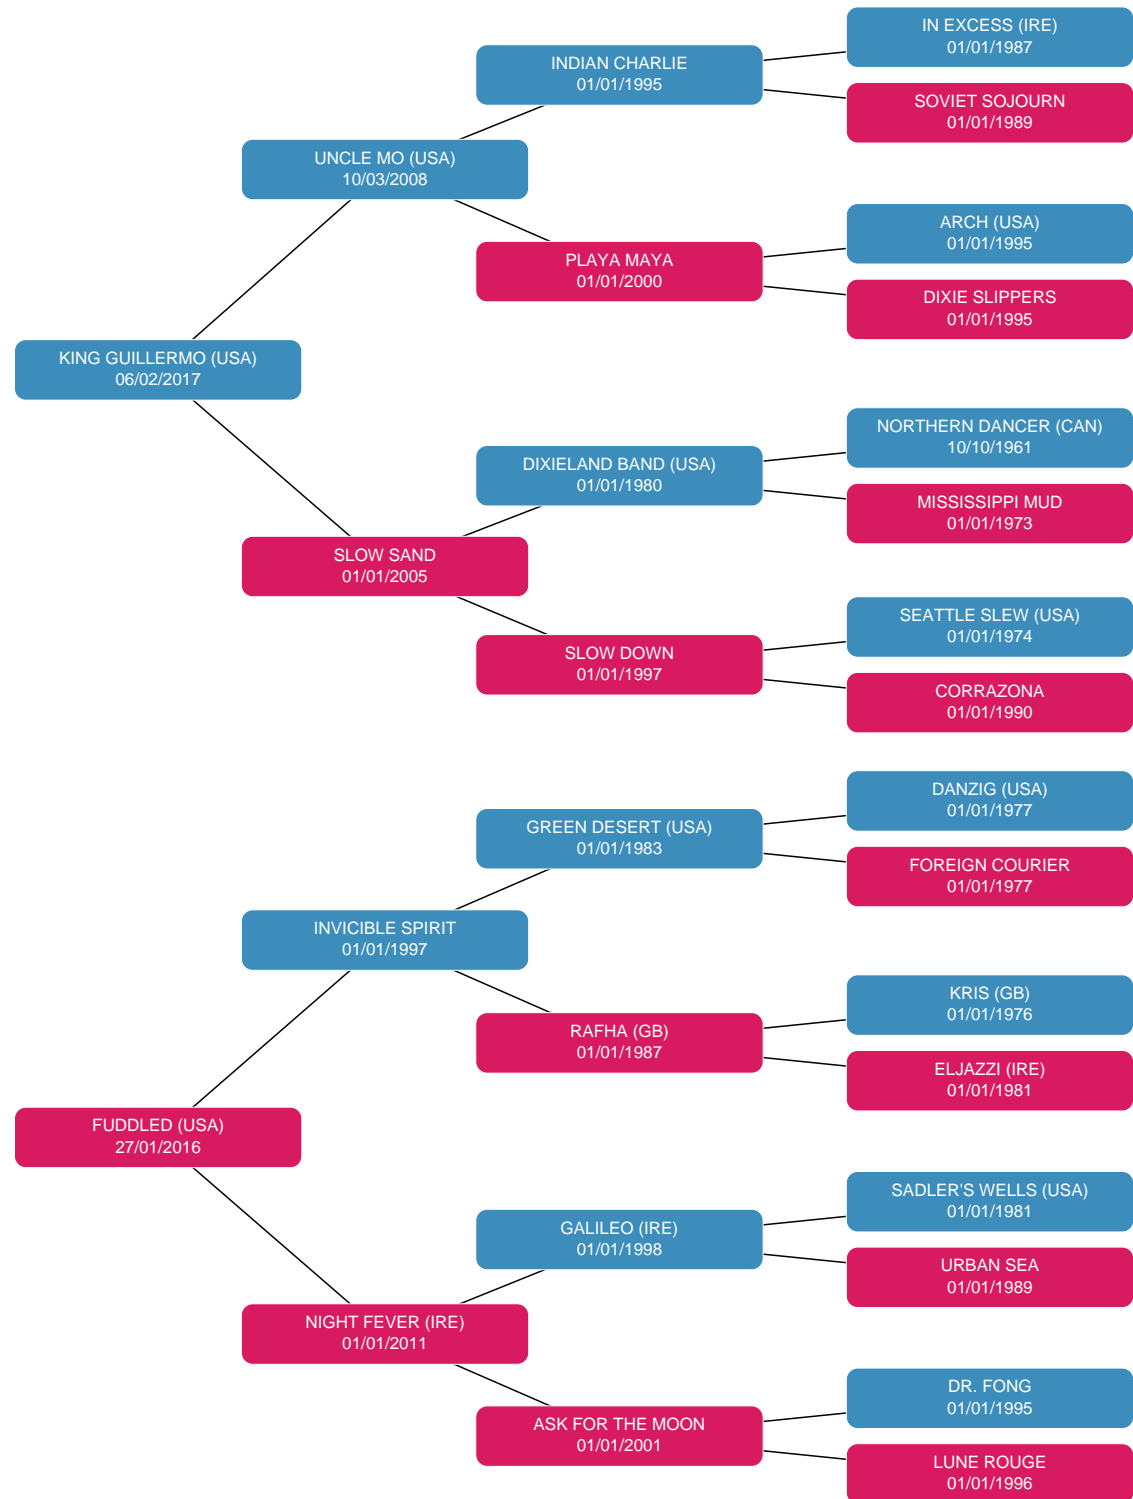 IN EXCESS (IRE)
01/01/1987
INDIAN CHARLIE
01/01/1995
SOVIET SOJOURN
01/01/1989
UNCLE MO (USA)
10/03/2008
ARCH (USA)
01/01/1995
PLAYA MAYA
01/01/2000
DIXIE SLIPPERS
01/01/1995
KING GUILLERMO (USA)
06/02/2017
NORTHERN DANCER (CAN)
10/10/1961
DIXIELAND BAND (USA)
01/01/1980
MISSISSIPPI MUD
01/01/1973
SLOW SAND
01/01/2005
SEATTLE SLEW (USA)
01/01/1974
SLOW DOWN
01/01/1997
CORRAZONA
01/01/1990
DANZIG (USA)
01/01/1977
GREEN DESERT (USA)
01/01/1983
FOREIGN COURIER
01/01/1977
INVICIBLE SPIRIT
01/01/1997
KRIS (GB)
01/01/1976
RAFHA (GB)
01/01/1987
ELJAZZI (IRE)
01/01/1981
FUDDLED (USA)
27/01/2016
SADLER'S WELLS (USA)
01/01/1981
GALILEO (IRE)
01/01/1998
URBAN SEA
01/01/1989
NIGHT FEVER (IRE)
01/01/2011
DR. FONG
01/01/1995
ASK FOR THE MOON
01/01/2001
LUNE ROUGE
01/01/1996